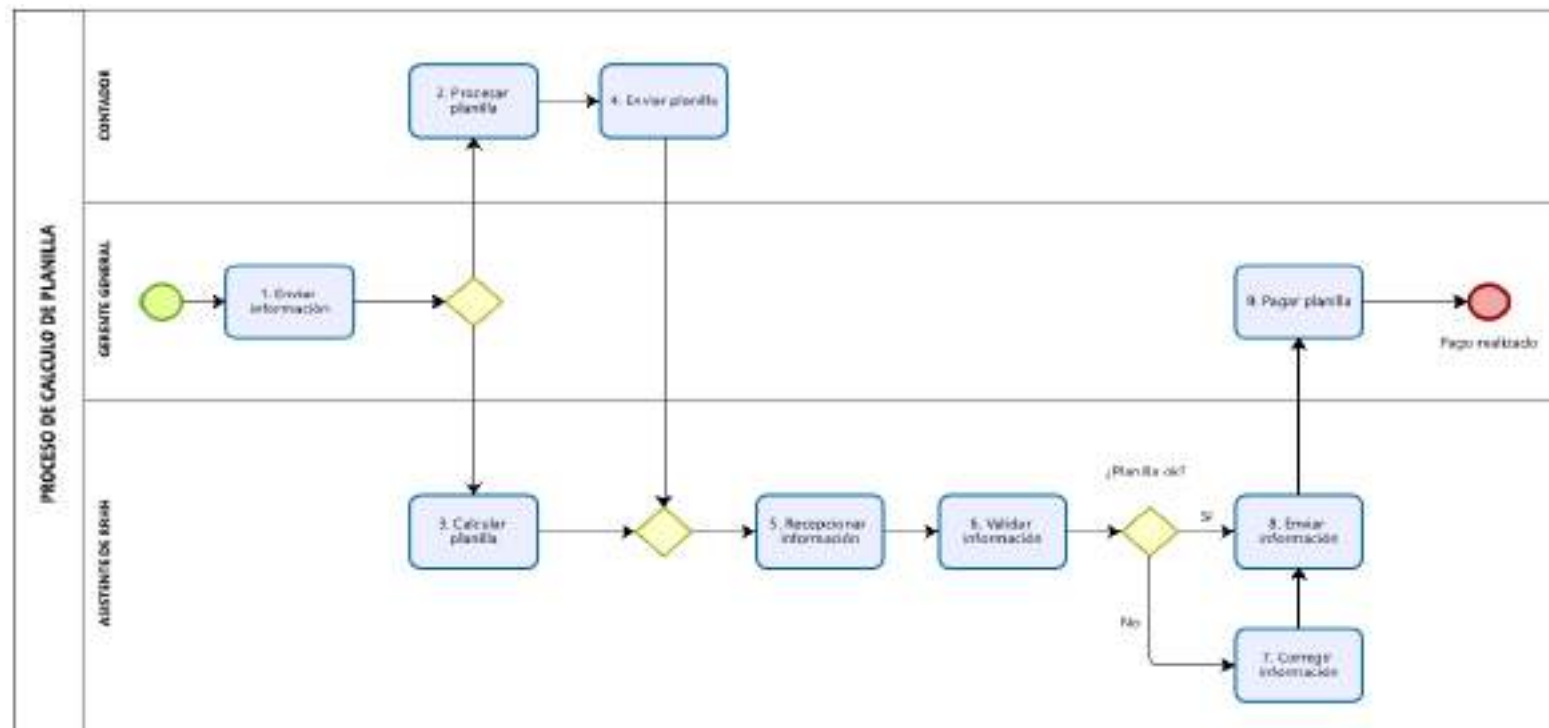 PROCESO DE CALCULO DE PLANILLA
CONTADOR
2. Procesar
planilla
4. Enviar planilla
GERENTE GENERAL
1. Enviar
información
9. Pagar planilla
Pago realizado
ASISTENTE DE RRHH
3. Calcular
planilla
5. Recepcionar
información
6. Validar
información
¿Planilla ok?
SI
8. Enviar
información
No
7. Corregir
información